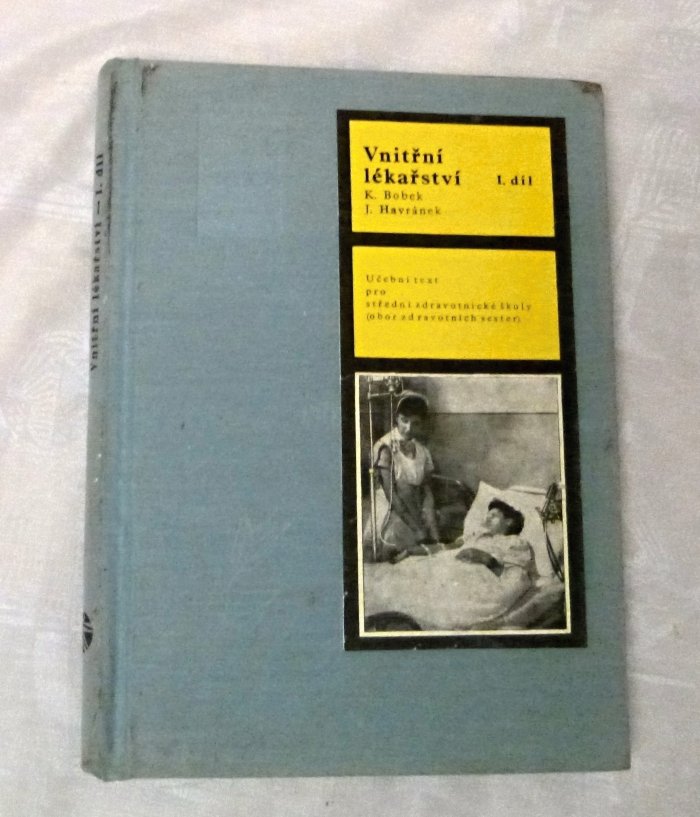 Vnitřní
lékařství I. díl
K. Bobek
J. Havránek
Učební text
pro
střední zdravotnické školy
(obor zdravotních sester)
Vnitřní lékařství — I. díl